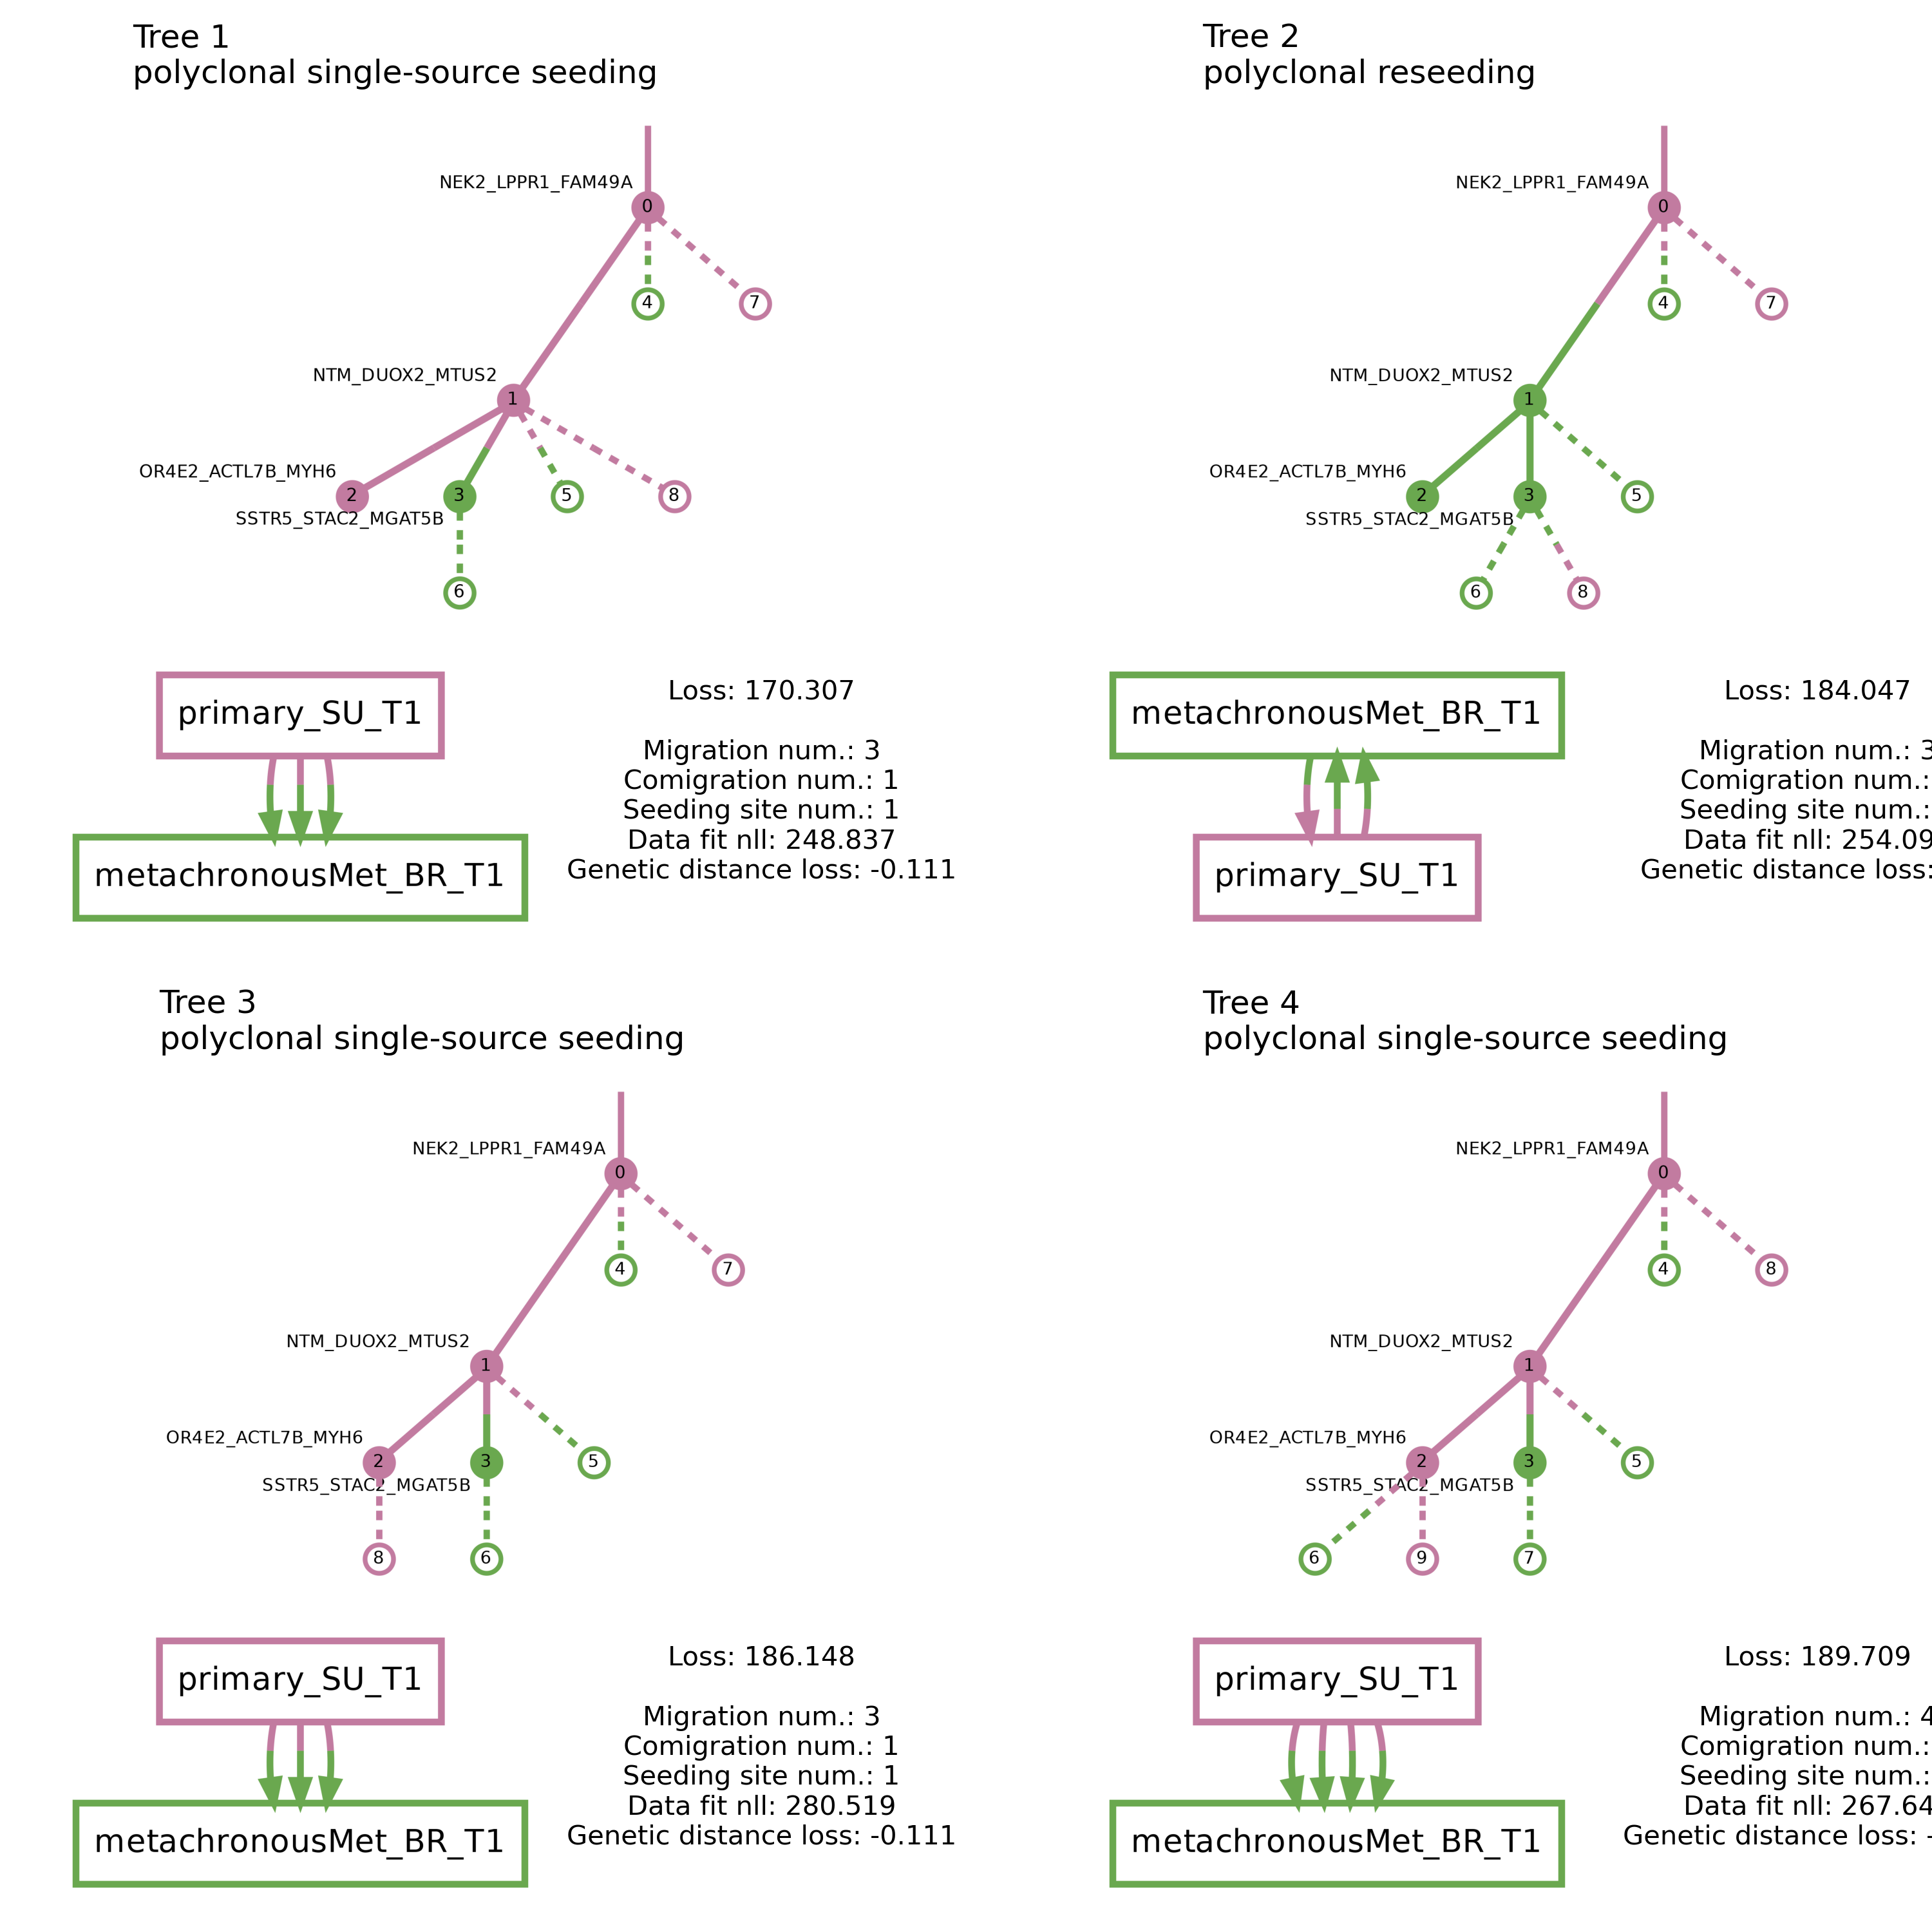 Tree 1
polyclonal single-source seeding
NEK2_LPPR1_FAM49A
0
4
7
NTM_DUOX2_MTUS2
1
OR4E2_ACTL7B_MYH6
2
3
5
8
SSTR5_STAC2_MGAT5B
6
primary_SU_T1
metachronousMet_BR_T1
Loss: 170.307
Migration num.: 3
Comigration num.: 1
Seeding site num.: 1
Data fit nll: 248.837
Genetic distance loss: -0.111
Tree 2
polyclonal reseeding
NEK2_LPPR1_FAM49A
0
4
7
NTM_DUOX2_MTUS2
1
OR4E2_ACTL7B_MYH6
2
3
5
SSTR5_STAC2_MGAT5B
6
8
metachronousMet_BR_T1
primary_SU_T1
Loss: 184.047
Migration num.: 3
Comigration num.:
Seeding site num.:
Data fit nll: 254.09
Genetic distance loss:
Tree 3
polyclonal single-source seeding
NEK2_LPPR1_FAM49A
0
4
7
NTM_DUOX2_MTUS2
1
OR4E2_ACTL7B_MYH6
2
3
5
SSTR5_STAC2_MGAT5B
8
6
primary_SU_T1
metachronousMet_BR_T1
Loss: 186.148
Migration num.: 3
Comigration num.: 1
Seeding site num.: 1
Data fit nll: 280.519
Genetic distance loss: -0.111
Tree 4
polyclonal single-source seeding
NEK2_LPPR1_FAM49A
0
4
8
NTM_DUOX2_MTUS2
1
OR4E2_ACTL7B_MYH6
2
3
5
SSTR5_STAC2_MGAT5B
6
9
7
primary_SU_T1
metachronousMet_BR_T1
Loss: 189.709
Migration num.: 4
Comigration num.:
Seeding site num.:
Data fit nll: 267.64
Genetic distance loss: -